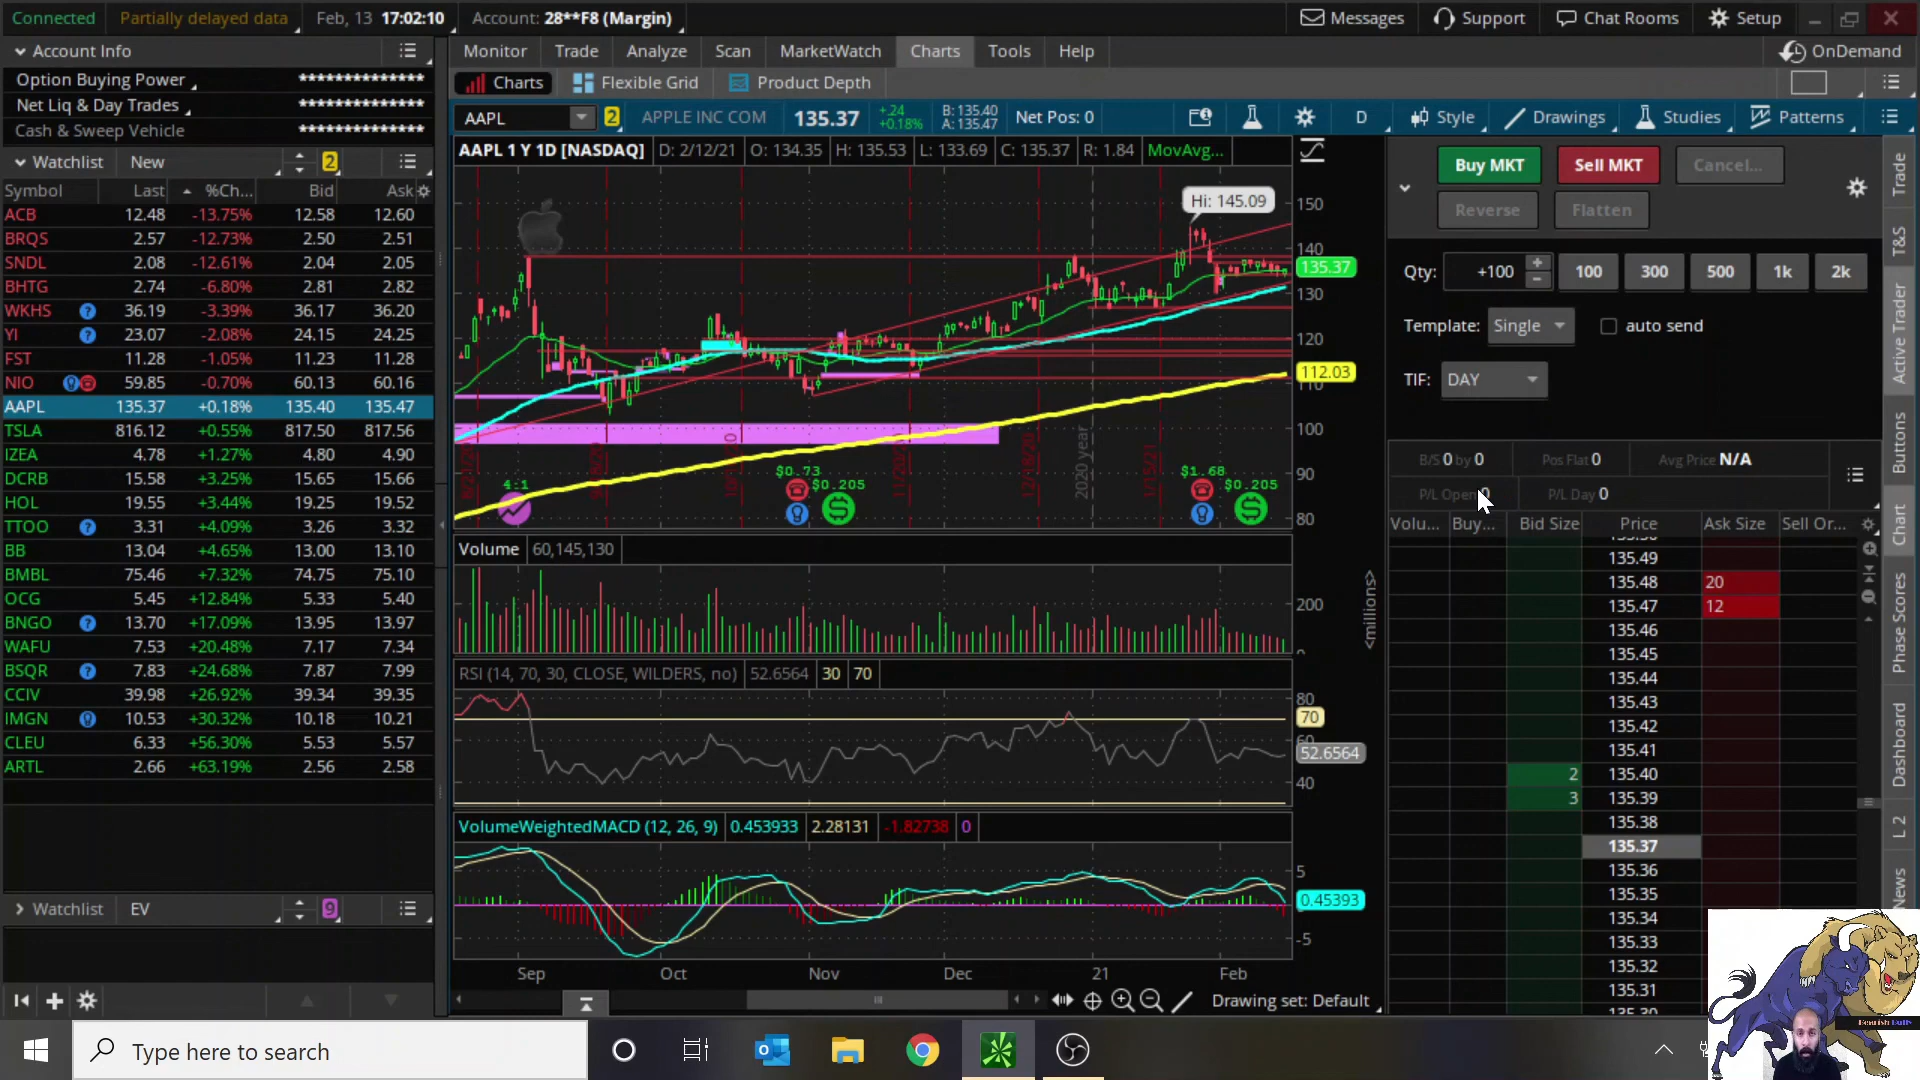 Connected Partially delayed data Feb, 13 17:02:10 Account: 28**F8 (Margin) Messages Support Chat Rooms Setup
Account Info
Option Buying Power **************
Net Liq & Day Trades **************
Cash & Sweep Vehicle **************
Watchlist New 2
Symbol Last %Ch... Bid Ask
ACB 12.48 -13.75% 12.58 12.60
BRQS 2.57 -12.73% 2.50 2.51
SNDL 2.08 -12.61% 2.04 2.05
BHTG 2.74 -6.80% 2.81 2.82
WKHS 36.19 -3.39% 36.17 36.20
YI 23.07 -2.08% 24.15 24.25
FST 11.28 -1.05% 11.23 11.28
NIO 59.85 -0.70% 60.13 60.16
AAPL 135.37 +0.18% 135.40 135.47
TSLA 816.12 +0.55% 817.50 817.56
IZEA 4.78 +1.27% 4.80 4.90
DCRB 15.58 +3.25% 15.65 15.66
HOL 19.55 +3.44% 19.25 19.52
TTOO 3.31 +4.09% 3.26 3.32
BB 13.04 +4.65% 13.00 13.10
BMBL 75.46 +7.32% 74.75 75.10
OCG 5.45 +12.84% 5.33 5.40
BNGO 13.70 +17.09% 13.95 13.97
WAFU 7.53 +20.48% 7.17 7.34
BSQR 7.83 +24.68% 7.87 7.99
CCIV 39.98 +26.92% 39.34 39.35
IMGN 10.53 +30.32% 10.18 10.21
CLEU 6.33 +56.30% 5.53 5.57
ARTL 2.66 +63.19% 2.56 2.58
Watchlist EV 9
Monitor Trade Analyze Scan MarketWatch Charts Tools Help OnDemand
Charts Flexible Grid Product Depth
AAPL 2 APPLE INC COM 135.37 +.24 +0.18% B: 135.40 A: 135.47 Net Pos: 0 D Style Drawings Studies Patterns
AAPL 1 Y 1D [NASDAQ] D: 2/12/21 O: 134.35 H: 135.53 L: 133.69 C: 135.37 R: 1.84 MovAvg...
Hi: 145.09
150
140
135.37
130
120
112.03
110
100
90
80
11/20/20
12/18/20
2020 year
1/15/21
4:1 $0.73 $0.205 $1.68 $0.205
Volume 60,145,130
200
<millions>
RSI (14, 70, 30, CLOSE, WILDERS, no) 52.6564 30 70
80
70
60
52.6564
40
VolumeWeightedMACD (12, 26, 9) 0.453933 2.28131 -1.82738 0
5
0.45393
-5
Sep Oct Nov Dec 21 Feb
Drawing set: Default
Buy MKT Sell MKT Cancel...
Reverse Flatten
Qty: +100 100 300 500 1k 2k
Template: Single auto send
TIF: DAY
B/S 0 by 0 Pos Flat 0 Avg Price N/A
P/L Open 0 P/L Day 0
Volu... Buy... Bid Size Price Ask Size Sell Or...
135.49
135.48 20
135.47 12
135.46
135.45
135.44
135.43
135.42
135.41
2 135.40
3 135.39
135.38
135.37
135.36
135.35
135.34
135.33
135.32
135.31
135.30
Trade
T&S
Active Trader
Buttons
Chart
Phase Scores
Dashboard
L 2
News
Bearish Bulls
Type here to search